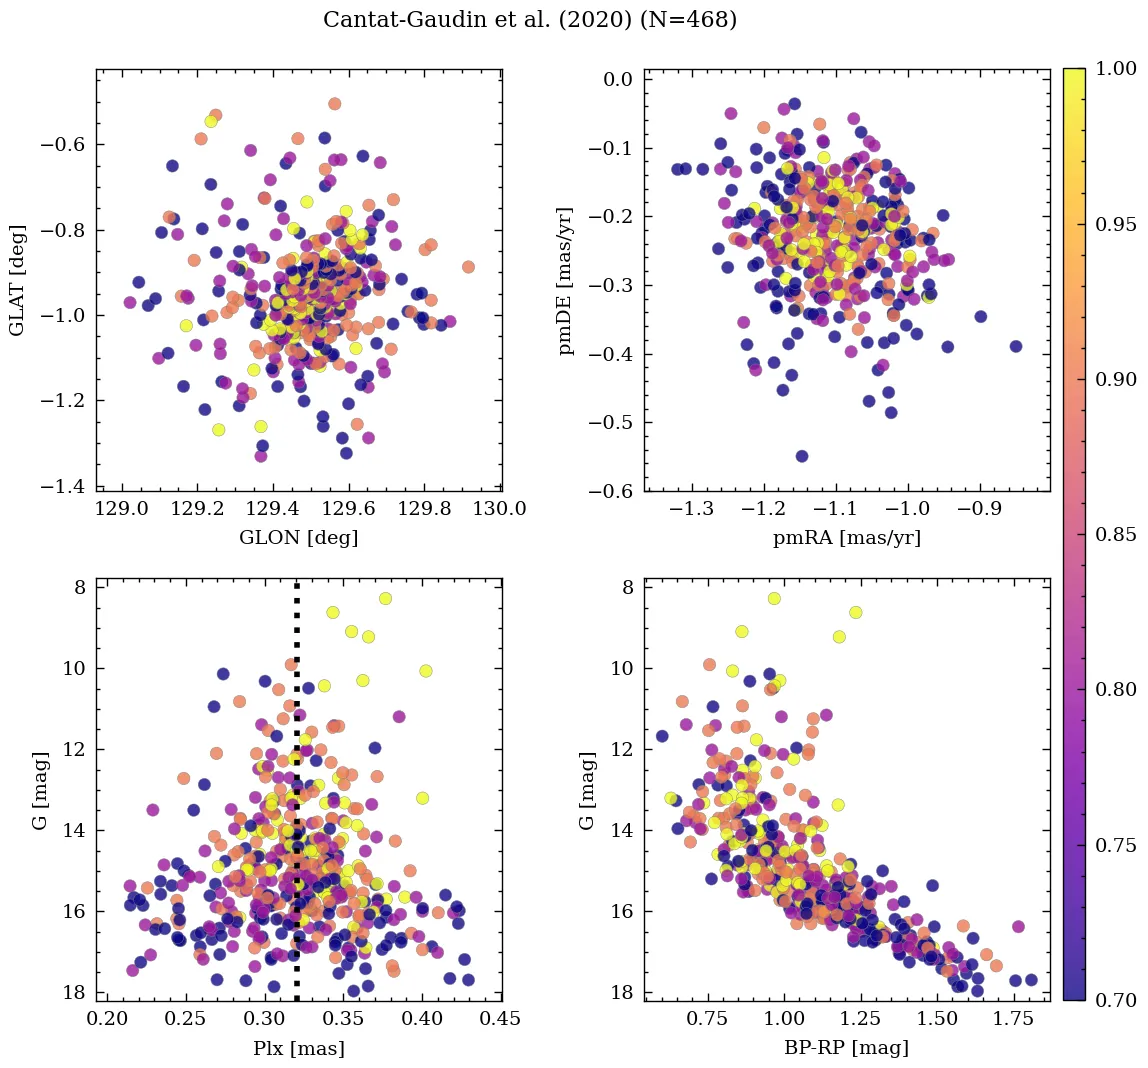 Cantat-Gaudin et al. (2020) (N=468)
−0.6
−0.8
−1.0
−1.2
−1.4
GLAT [deg]
129.0 129.2 129.4 129.6 129.8 130.0
GLON [deg]
0.0
−0.1
−0.2
−0.3
−0.4
−0.5
−0.6
pmDE [mas/yr]
−1.3 −1.2 −1.1 −1.0 −0.9
pmRA [mas/yr]
8
10
12
14
16
18
G [mag]
0.20 0.25 0.30 0.35 0.40 0.45
Plx [mas]
8
10
12
14
16
18
G [mag]
0.75 1.00 1.25 1.50 1.75
BP-RP [mag]
1.00
0.95
0.90
0.85
0.80
0.75
0.70